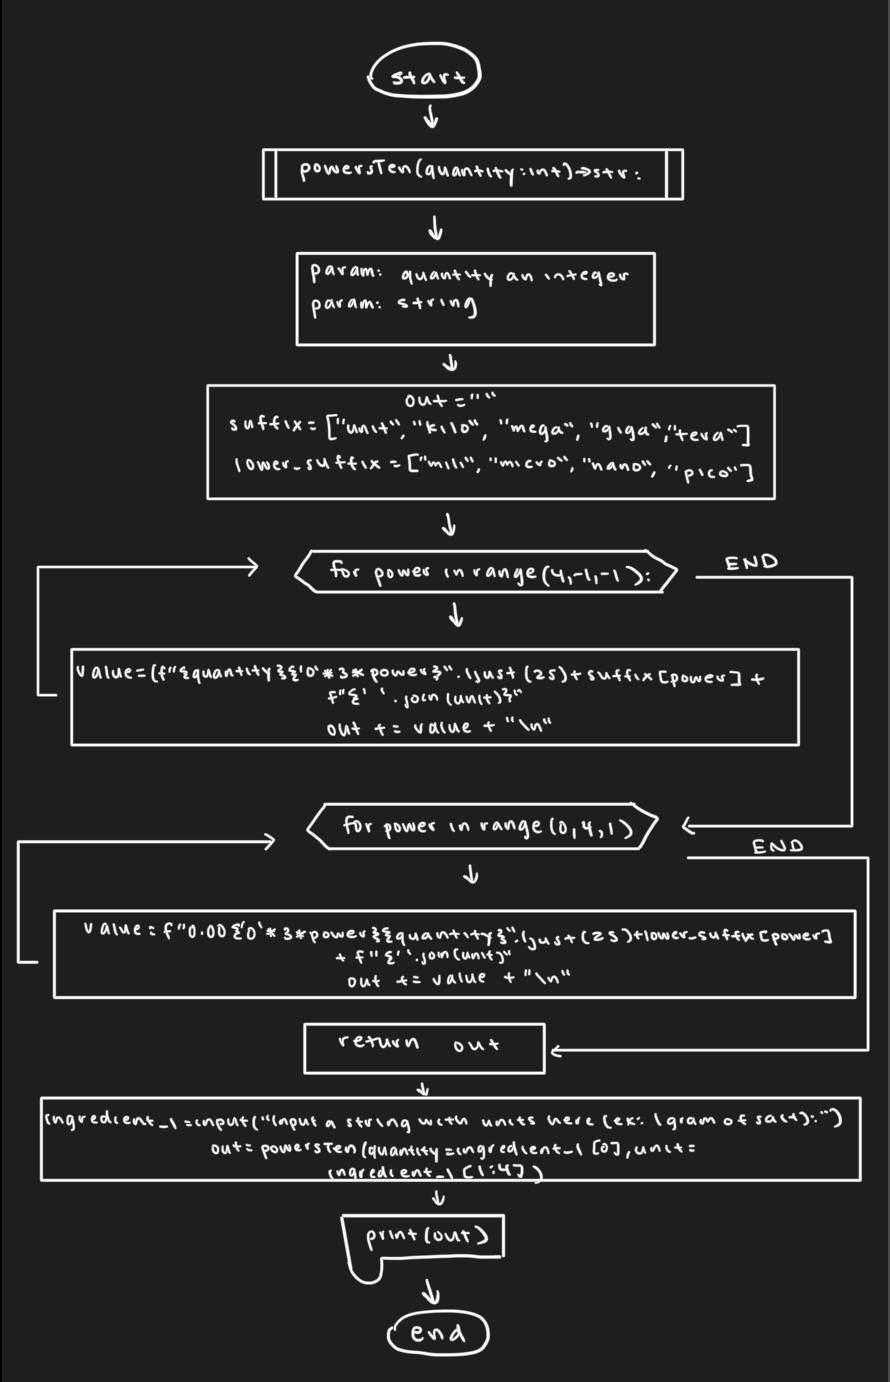 start
powersTen(quantity:int)→str:
param: quantity an integer
param: string
out =""
suffix = ["unit", "kilo", "mega", "giga", "tera"]
lower_suffix = ["mili", "micro", "nano", "pico"]
for power in range(4,-1,-1):
END
value=(f"{quantity}{'0'*3*power}".ljust(25)+suffix[power] +
f"{' '.join(unit)}"
out += value + "\n"
for power in range(0,4,1)
END
value = f"0.00{'0'*3*power}{quantity}".ljust(25)+lower_suffix[power]
+ f"{' '.join(unit)"
out += value + "\n"
return out
ingredient_1=input("Input a string with units here (ex: 1 gram of salt):")
out= powersTen(quantity=ingredient_1[0],unit=
ingredient_1[1:4])
print(out)
end